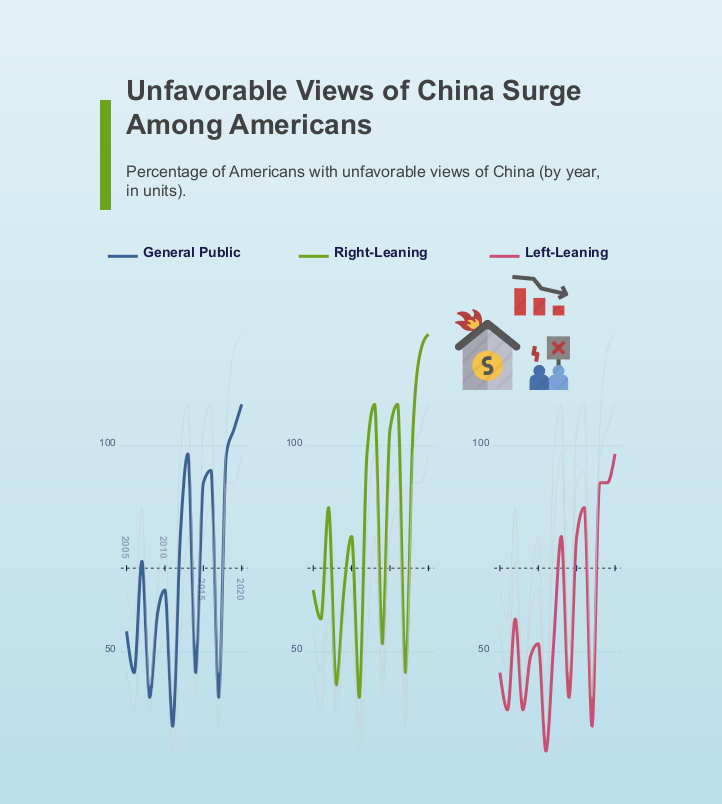 Unfavorable Views of China Surge
Among Americans
Percentage of Americans with unfavorable views of China (by year,
in units).
General Public
Right-Leaning
Left-Leaning
100
100
100
2005
2010
2015
2020
50
50
50
S